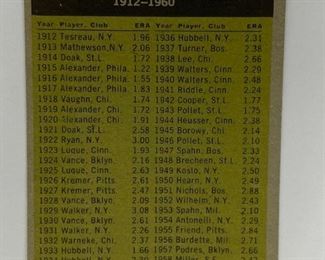 1912–1960
Year Player, Club ERA Year Player, Club ERA
1912 Tesreau, N.Y. 1.96 1936 Hubbell, N.Y. 2.31
1913 Mathewson, N.Y. 2.06 1937 Turner, Bos. 2.38
1914 Doak, St.L. 1.72 1938 Lee, Chi. 2.66
1915 Alexander, Phila. 1.22 1939 Walters, Cinn. 2.29
1916 Alexander, Phila. 1.55 1940 Walters, Cinn. 2.48
1917 Alexander, Phila. 1.83 1941 Riddle, Cinn. 2.24
1918 Vaughn, Chi. 1.74 1942 Cooper, St.L. 1.77
1919 Alexander, Chi. 1.72 1943 Pollet, St.L. 1.75
1920 Alexander, Chi. 1.91 1944 Heusser, Cinn. 2.38
1921 Doak, St.L. 2.58 1945 Borowy, Chi. 2.14
1922 Ryan, N.Y. 3.00 1946 Pollet, St.L. 2.10
1923 Luque, Cinn. 1.93 1947 Spahn, Bos. 2.33
1924 Vance, Bklyn. 2.16 1948 Brecheen, St.L. 2.24
1925 Luque, Cinn. 2.63 1949 Koslo, N.Y. 2.50
1926 Kremer, Pitts. 2.61 1950 Hearn, N.Y. 2.49
1927 Kremer, Pitts. 2.47 1951 Nichols, Bos. 2.88
1928 Vance, Bklyn. 2.09 1952 Wilhelm, N.Y. 2.43
1929 Walker, N.Y. 3.08 1953 Spahn, Mil. 2.10
1930 Vance, Bklyn. 2.61 1954 Antonelli, N.Y. 2.29
1931 Walker, N.Y. 2.26 1955 Friend, Pitts. 2.84
1932 Warneke, Chi. 2.37 1956 Burdette, Mil. 2.71
1933 Hubbell, N.Y. 1.66 1957 Podres, Bklyn. 2.66